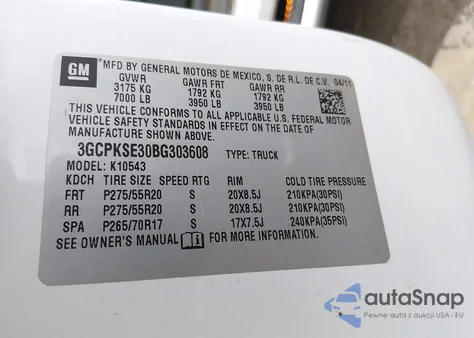 GM MFD BY GENERAL MOTORS DE MEXICO, S. DE R.L. DE C.V. 04/11
GVWR GAWR FRT GAWR RR
3175 KG 1792 KG 1792 KG
7000 LB 3950 LB 3950 LB
THIS VEHICLE CONFORMS TO ALL APPLICABLE U.S. FEDERAL MOTOR
VEHICLE SAFETY STANDARDS IN EFFECT ON THE DATE OF
MANUFACTURE SHOWN ABOVE.
3GCPKSE30BG303608 TYPE: TRUCK
MODEL: K10543
KDCH TIRE SIZE SPEED RTG RIM COLD TIRE PRESSURE
FRT P275/55R20 S 20X8.5J 210KPA(30PSI)
RR P275/55R20 S 20X8.5J 210KPA(30PSI)
SPA P265/70R17 S 17X7.5J 240KPA(35PSI)
SEE OWNER'S MANUAL FOR MORE INFORMATION.
autoSnap
Pewne auta z aukcji USA i EU